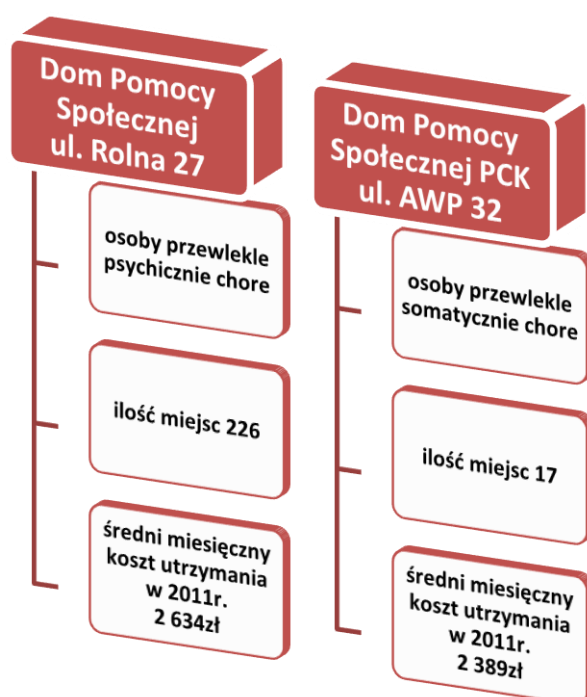 Dom Pomocy
Społecznej
ul. Rolna 27
osoby przewlekle
psychicznie chore
ilość miejsc 226
średni miesięczny
koszt utrzymania
w 2011r.
2 634zł
Dom Pomocy
Społecznej PCK
ul. AWP 32
osoby przewlekle
somatycznie chore
ilość miejsc 17
średni miesięczny
koszt utrzymania
w 2011r.
2 389zł